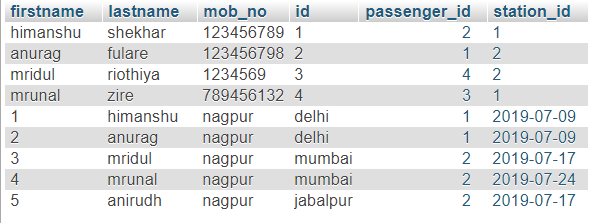 firstname lastname mob_no id passenger_id station_id
himanshu shekhar 123456789 1 2 1
anurag fulare 123456798 2 1 2
mridul riothiya 1234569 3 4 2
mrunal zire 789456132 4 3 1
1 himanshu nagpur delhi 1 2019-07-09
2 anurag nagpur delhi 1 2019-07-09
3 mridul nagpur mumbai 2 2019-07-17
4 mrunal nagpur mumbai 2 2019-07-24
5 anirudh nagpur jabalpur 2 2019-07-17